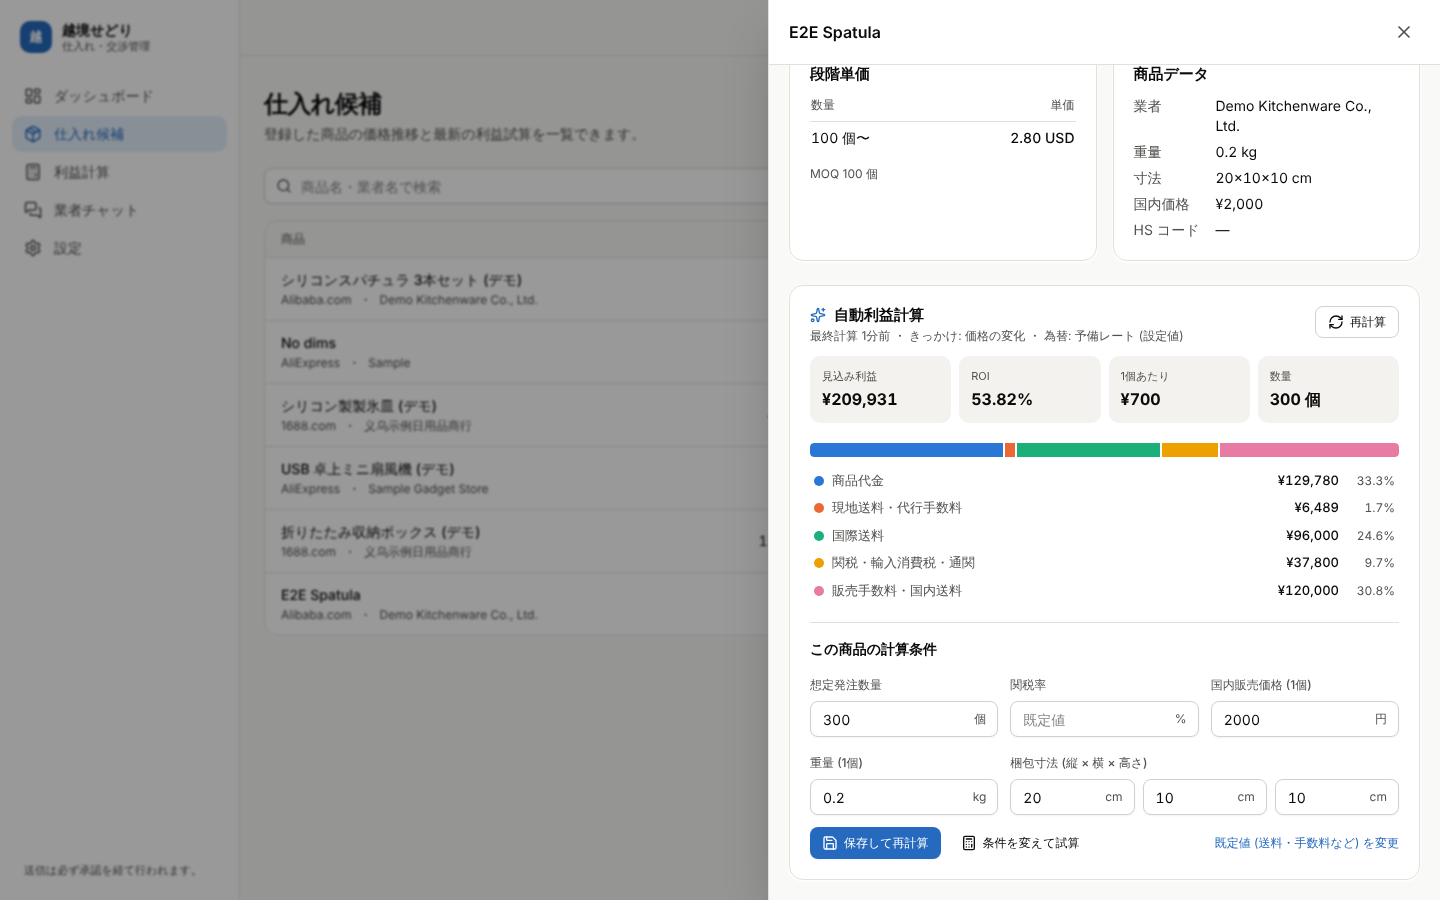 越
越境せどり
仕入れ・交渉管理
ダッシュボード
仕入れ候補
利益計算
業者チャット
設定
送信は必ず承認を経て行われます。
仕入れ候補
登録した商品の価格推移と最新の利益試算を一覧できます。
商品名・業者名で検索
商品
シリコンスパチュラ 3本セット (デモ)
Alibaba.com ・ Demo Kitchenware Co., Ltd.
No dims
AliExpress ・ Sample
シリコン製製氷皿 (デモ)
1688.com ・ 义乌示例日用品商行
USB 卓上ミニ扇風機 (デモ)
AliExpress ・ Sample Gadget Store
折りたたみ収納ボックス (デモ)
1688.com ・ 义乌示例日用品商行
E2E Spatula
Alibaba.com ・ Demo Kitchenware Co., Ltd.
E2E Spatula
段階単価
数量 単価
100 個〜 2.80 USD
MOQ 100 個
商品データ
業者 Demo Kitchenware Co., Ltd.
重量 0.2 kg
寸法 20×10×10 cm
国内価格 ¥2,000
HS コード —
自動利益計算
最終計算 1分前 ・ きっかけ: 価格の変化 ・ 為替: 予備レート (設定値)
再計算
見込み利益 ROI 1個あたり 数量
¥209,931 53.82% ¥700 300 個
商品代金 ¥129,780 33.3%
現地送料・代行手数料 ¥6,489 1.7%
国際送料 ¥96,000 24.6%
関税・輸入消費税・通関 ¥37,800 9.7%
販売手数料・国内送料 ¥120,000 30.8%
この商品の計算条件
想定発注数量 関税率 国内販売価格 (1個)
300 個 既定値 % 2000 円
重量 (1個) 梱包寸法 (縦 × 横 × 高さ)
0.2 kg 20 cm 10 cm 10 cm
保存して再計算 条件を変えて試算 既定値 (送料・手数料など) を変更